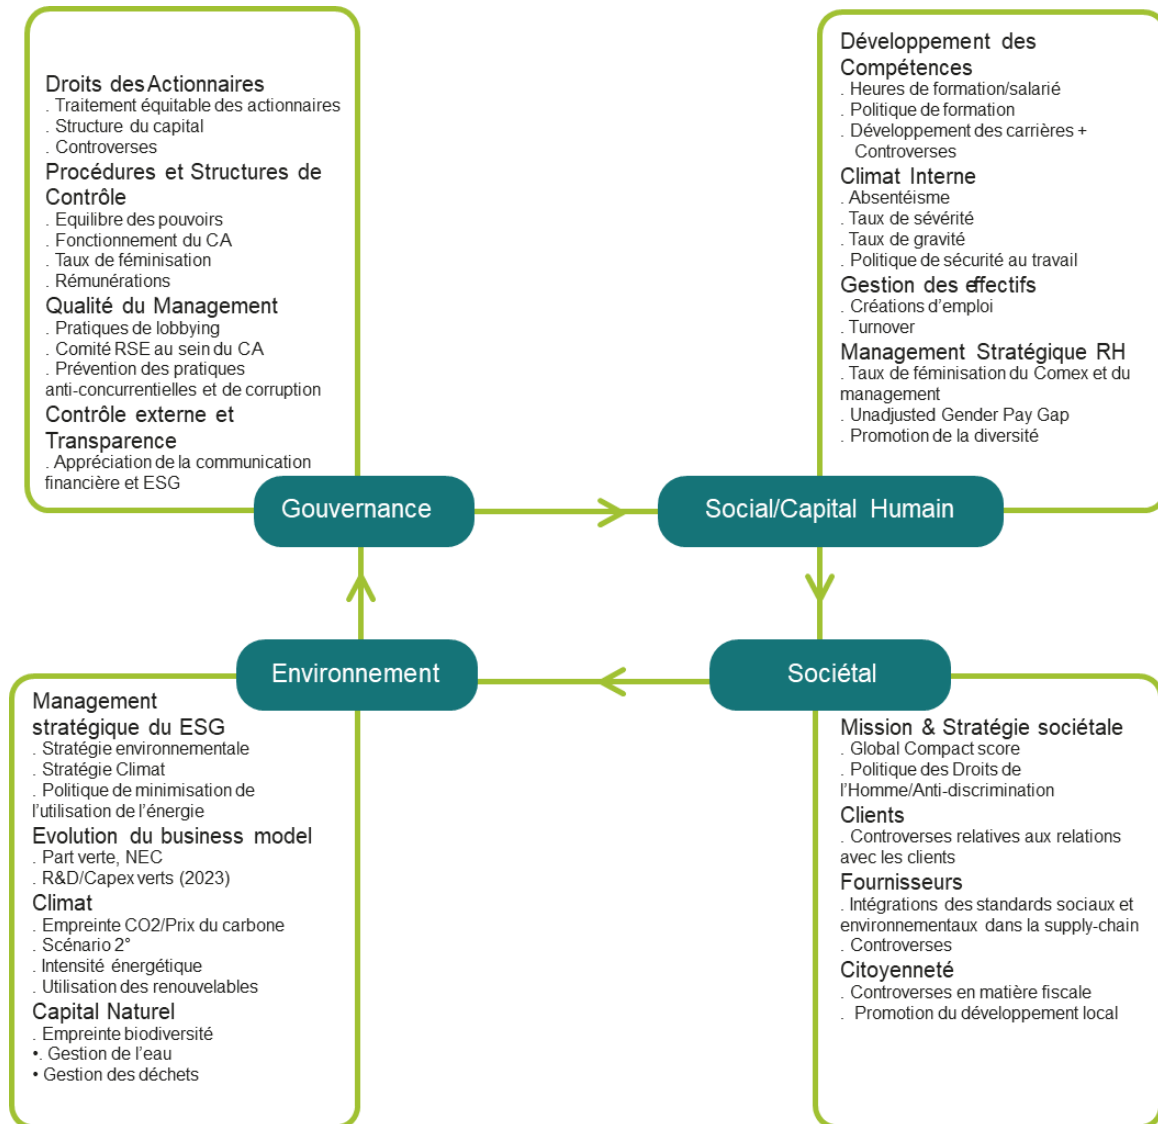 Droits des Actionnaires
. Traitement équitable des actionnaires
. Structure du capital
. Controverses
Procédures et Structures de
Contrôle
. Equilibre des pouvoirs
. Fonctionnement du CA
. Taux de féminisation
. Rémunérations
Qualité du Management
. Pratiques de lobbying
. Comité RSE au sein du CA
. Prévention des pratiques
anti-concurrentielles et de corruption
Contrôle externe et
Transparence
. Appréciation de la communication
financière et ESG
Gouvernance
Développement des
Compétences
. Heures de formation/salarié
. Politique de formation
. Développement des carrières +
Controverses
Climat Interne
. Absentéisme
. Taux de sévérité
. Taux de gravité
. Politique de sécurité au travail
Gestion des effectifs
. Créations d’emploi
. Turnover
Management Stratégique RH
. Taux de féminisation du Comex et du
management
. Unadjusted Gender Pay Gap
. Promotion de la diversité
Social/Capital Humain
Environnement
Management
stratégique du ESG
. Stratégie environnementale
. Stratégie Climat
. Politique de minimisation de
l’utilisation de l’énergie
Evolution du business model
. Part verte, NEC
. R&D/Capex verts (2023)
Climat
. Empreinte CO2/Prix du carbone
. Scénario 2°
. Intensité énergétique
. Utilisation des renouvelables
Capital Naturel
. Empreinte biodiversité
•. Gestion de l’eau
• Gestion des déchets
Sociétal
Mission & Stratégie sociétale
. Global Compact score
. Politique des Droits de
l’Homme/Anti-discrimination
Clients
. Controverses relatives aux relations
avec les clients
Fournisseurs
. Intégrations des standards sociaux et
environnementaux dans la supply-chain
. Controverses
Citoyenneté
. Controverses en matière fiscale
. Promotion du développement local